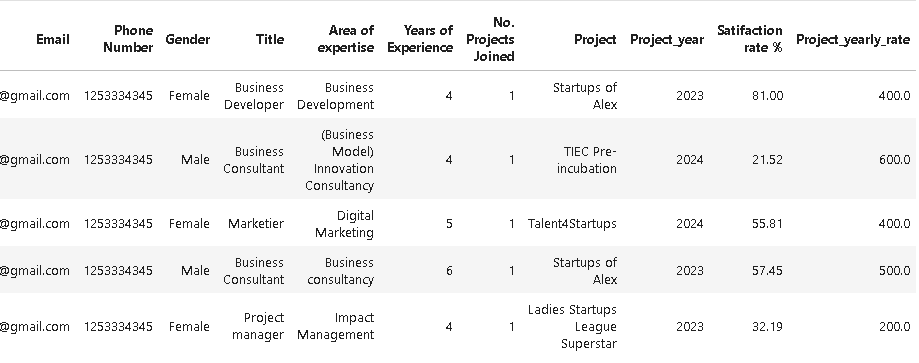 Email Phone Number Gender Title Area of expertise Years of Experience No. Projects Joined Project Project_year Satifaction rate % Project_yearly_rate
@gmail.com 1253334345 Female Business Developer Business Development 4 1 Startups of Alex 2023 81.00 400.0
@gmail.com 1253334345 Male Business Consultant (Business Model) Innovation Consultancy 4 1 TIEC Pre-incubation 2024 21.52 600.0
@gmail.com 1253334345 Female Marketier Digital Marketing 5 1 Talent4Startups 2024 55.81 400.0
@gmail.com 1253334345 Male Business Consultant Business consultancy 6 1 Startups of Alex 2023 57.45 500.0
@gmail.com 1253334345 Female Project manager Impact Management 4 1 Ladies Startups League Superstar 2023 32.19 200.0